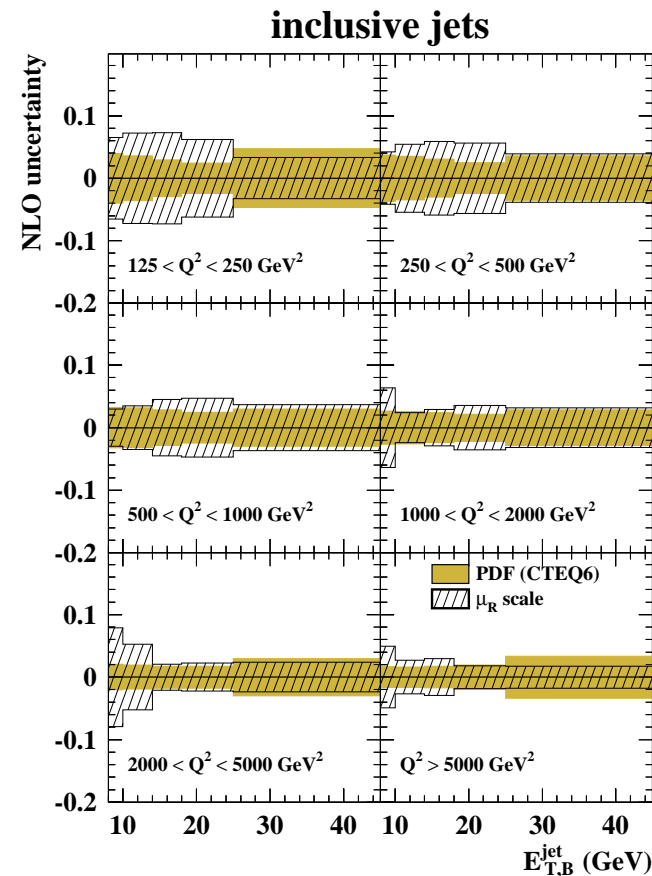 inclusive jets
NLO uncertainty
0.1
0
-0.1
-0.2
125 < Q² < 250 GeV²
250 < Q² < 500 GeV²
0.1
0
-0.1
-0.2
500 < Q² < 1000 GeV²
1000 < Q² < 2000 GeV²
PDF (CTEQ6)
μ_R scale
0.1
0
-0.1
-0.2
2000 < Q² < 5000 GeV²
Q² > 5000 GeV²
10 20 30 40 10 20 30 40
E_{T,B}^{jet} (GeV)